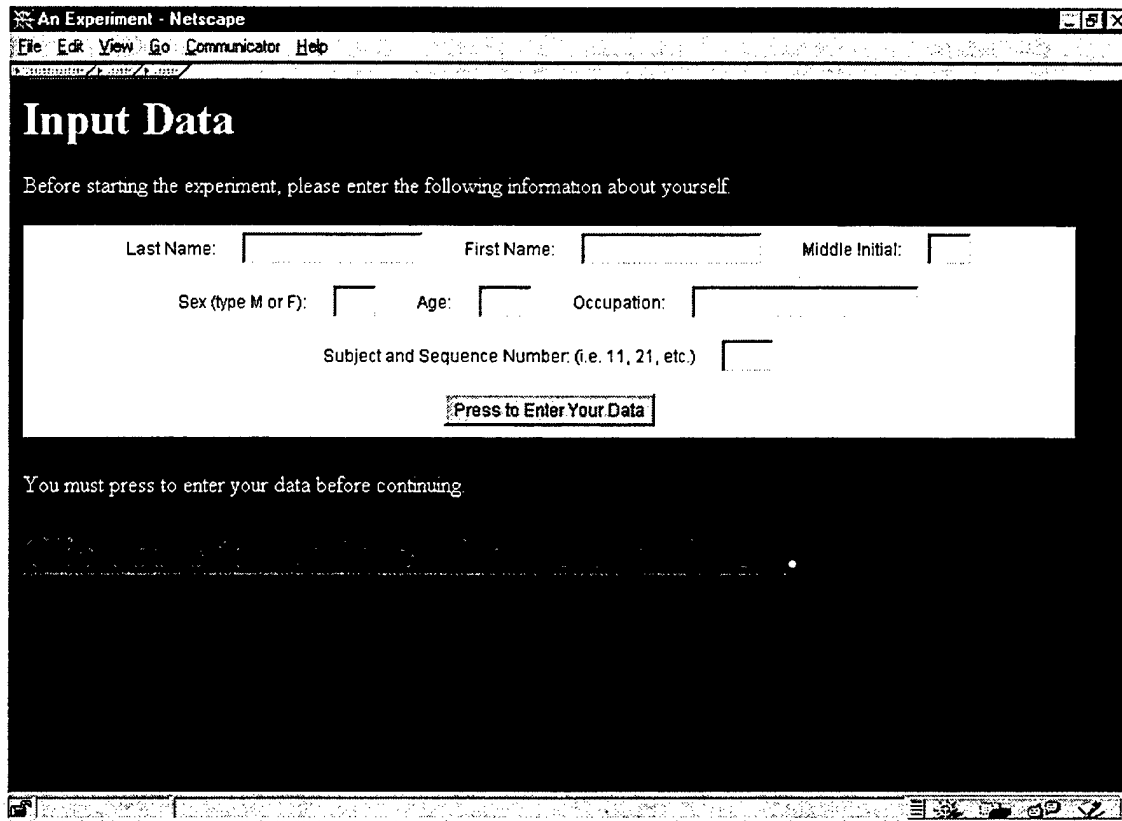 An Experiment - Netscape
File Edit View Go Communicator Help
Input Data
Before starting the experiment, please enter the following information about yourself.
Last Name: First Name: Middle Initial:
Sex (type M or F): Age: Occupation:
Subject and Sequence Number: (i.e. 11, 21, etc.)
Press to Enter Your Data
You must press to enter your data before continuing.